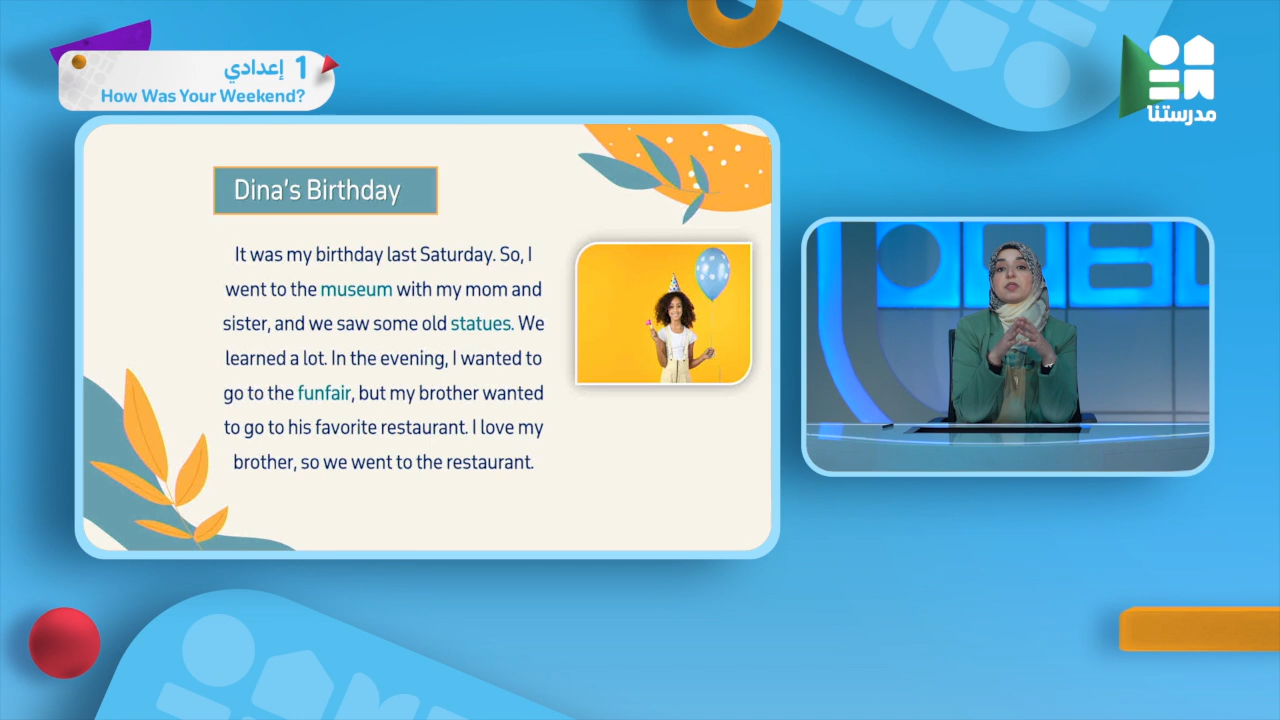 1 إعدادي
How Was Your Weekend?
مدرستنا
Dina's Birthday
It was my birthday last Saturday. So, I
went to the museum with my mom and
sister, and we saw some old statues. We
learned a lot. In the evening, I wanted to
go to the funfair, but my brother wanted
to go to his favorite restaurant. I love my
brother, so we went to the restaurant.